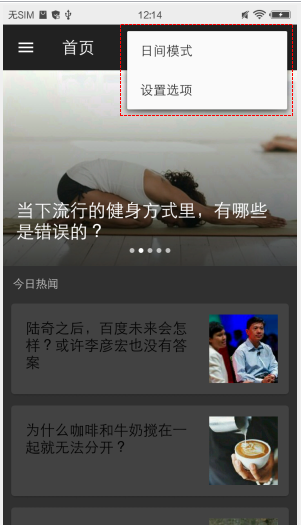 无SIM
12:14
首页
日间模式
设置选项
当下流行的健身方式里，有哪些
是错误的？
今日热闻
陆奇之后，百度未来会怎
样？或许李彦宏也没有答
案
为什么咖啡和牛奶搅在一
起就无法分开？